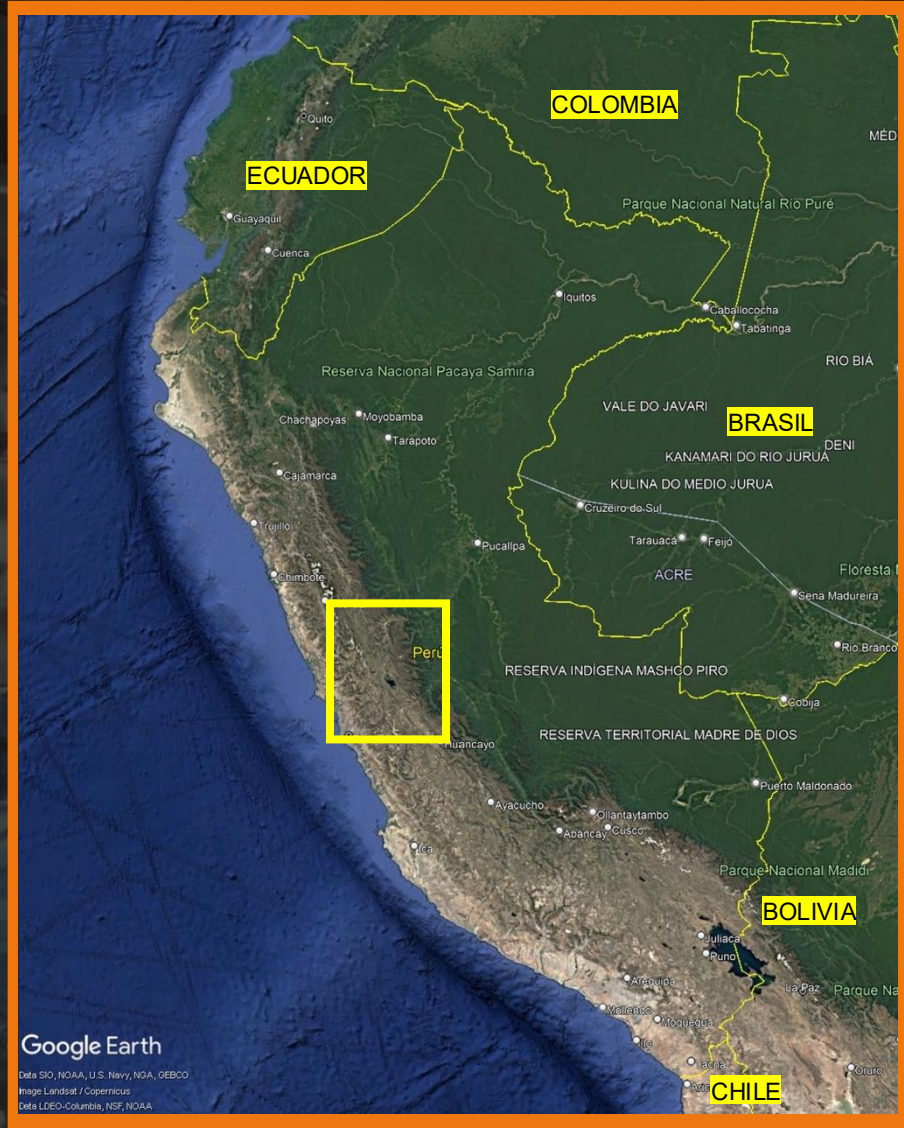 COLOMBIA
Quito
MÉD
ECUADOR
Parque Nacional Natural Río Puré
Guayaquil
Cuenca
Iquitos
Caballococha
Tabatinga
RIO BIÁ
Reserva Nacional Pacaya Samiria
VALE DO JAVARI
Chachapoyas
Moyobamba
BRASIL
Tarapoto
DENI
KANAMARI DO RIO JURUÁ
Cajamarca
KULINA DO MEDIO JURUA
Cruzeiro do Sul
Trujillo
Tarauacá
Feijó
Pucallpa
Floresta
Chimbote
ACRE
Sena Madureira
Rio Branco
Perú
RESERVA INDÍGENA MASHCO PIRO
Cobija
RESERVA TERRITORIAL MADRE DE DIOS
Huancayo
Puerto Maldonado
Ayacucho
Ollantaytambo
Abancay
Cusco
Ica
Parque Nacional Madidi
BOLIVIA
Juliaca
Puno
Arequipa
La Paz
Parque Na
Mollendo
Moquegua
Ilo
Google Earth
Tacna
Oruro
Data SIO, NOAA, U.S. Navy, NGA, GEBCO
Image Landsat / Copernicus
CHILE
Data LDEO-Columbia, NSF, NOAA